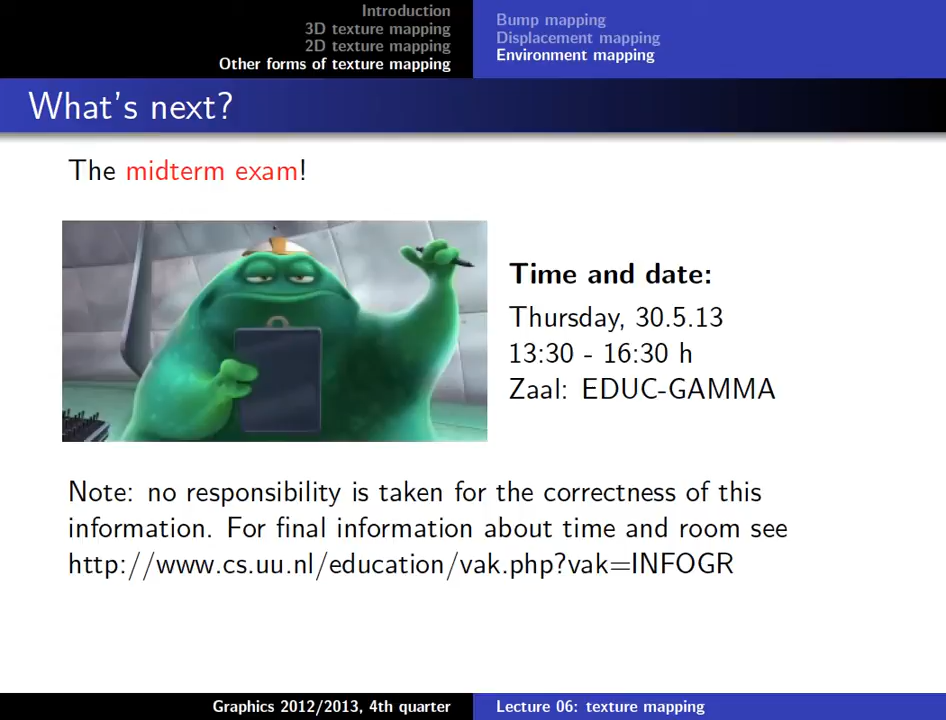 Introduction
3D texture mapping
2D texture mapping
Other forms of texture mapping
Bump mapping
Displacement mapping
Environment mapping
What's next?
The midterm exam!
Time and date:
Thursday, 30.5.13
13:30 - 16:30 h
Zaal: EDUC-GAMMA
Note: no responsibility is taken for the correctness of this
information. For final information about time and room see
http://www.cs.uu.nl/education/vak.php?vak=INFOGR
Graphics 2012/2013, 4th quarter
Lecture 06: texture mapping